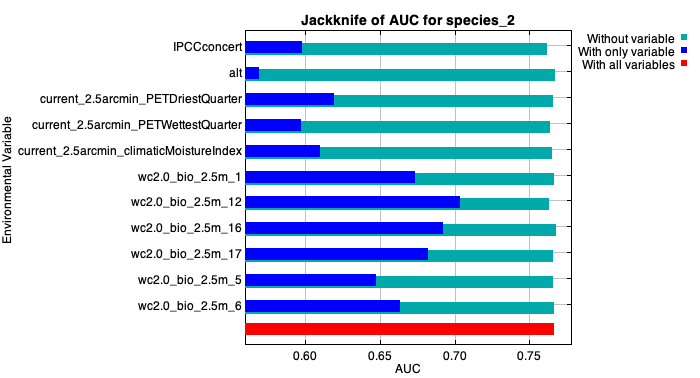 Jackknife of AUC for species_2
Without variable
With only variable
With all variables
Environmental Variable
IPCCconcert
alt
current_2.5arcmin_PETDriestQuarter
current_2.5arcmin_PETWettestQuarter
current_2.5arcmin_climaticMoistureIndex
wc2.0_bio_2.5m_1
wc2.0_bio_2.5m_12
wc2.0_bio_2.5m_16
wc2.0_bio_2.5m_17
wc2.0_bio_2.5m_5
wc2.0_bio_2.5m_6
0.60 0.65 0.70 0.75
AUC